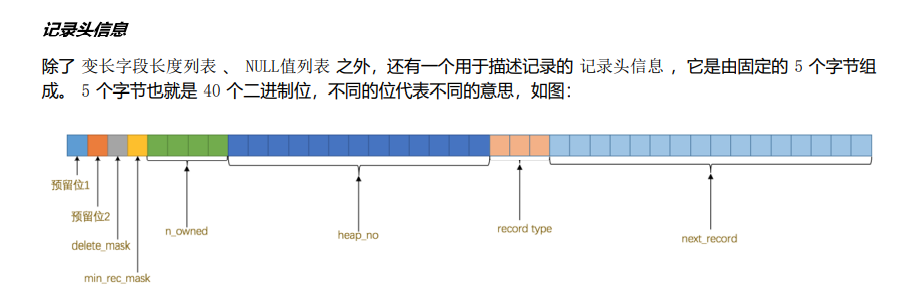 记录头信息
除了 变长字段长度列表 、 NULL值列表 之外，还有一个用于描述记录的 记录头信息 ，它是由固定的 5 个字节组
成。 5 个字节也就是 40 个二进制位，不同的位代表不同的意思，如图：
预留位1
预留位2
delete_mask
min_rec_mask
n_owned
heap_no
record type
next_record